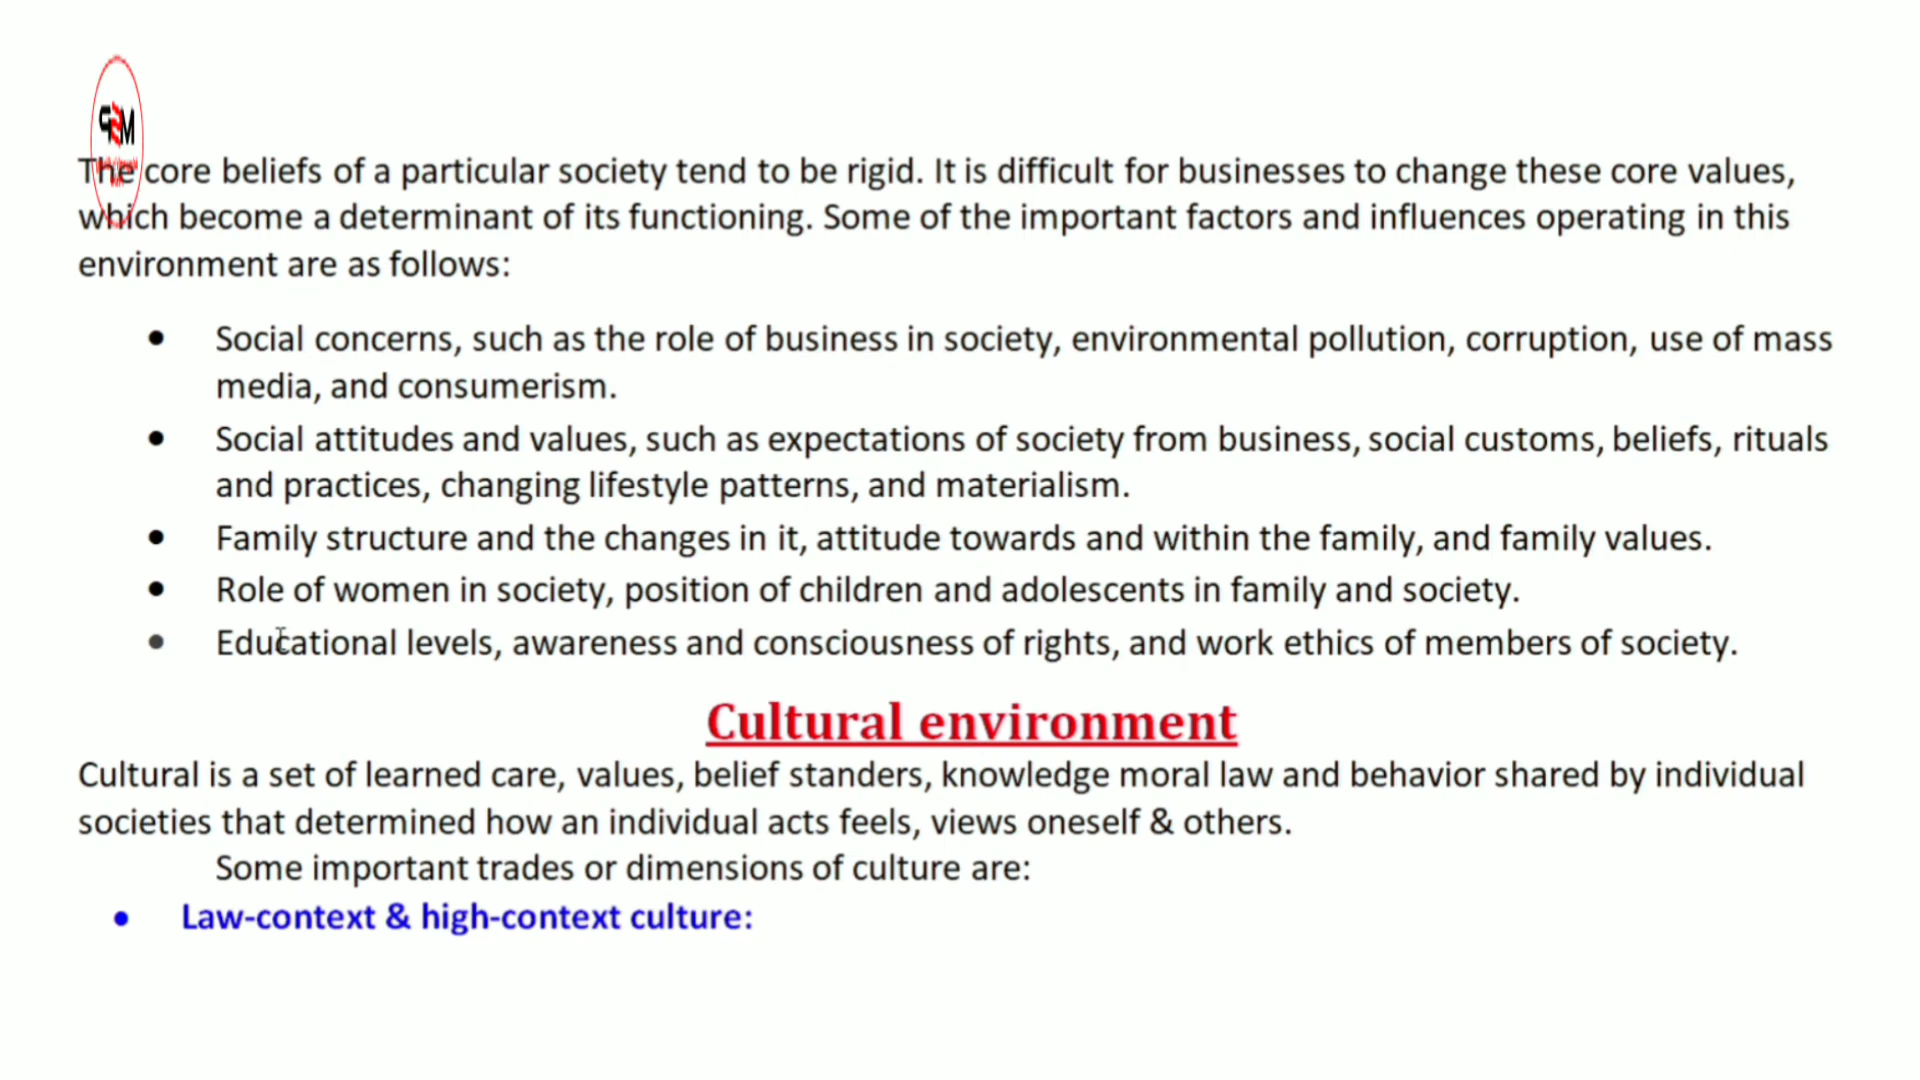 The core beliefs of a particular society tend to be rigid. It is difficult for businesses to change these core values,
which become a determinant of its functioning. Some of the important factors and influences operating in this
environment are as follows:
• Social concerns, such as the role of business in society, environmental pollution, corruption, use of mass
media, and consumerism.
• Social attitudes and values, such as expectations of society from business, social customs, beliefs, rituals
and practices, changing lifestyle patterns, and materialism.
• Family structure and the changes in it, attitude towards and within the family, and family values.
• Role of women in society, position of children and adolescents in family and society.
• Educational levels, awareness and consciousness of rights, and work ethics of members of society.
Cultural environment
Cultural is a set of learned care, values, belief standers, knowledge moral law and behavior shared by individual
societies that determined how an individual acts feels, views oneself & others.
Some important trades or dimensions of culture are:
• Law-context & high-context culture: